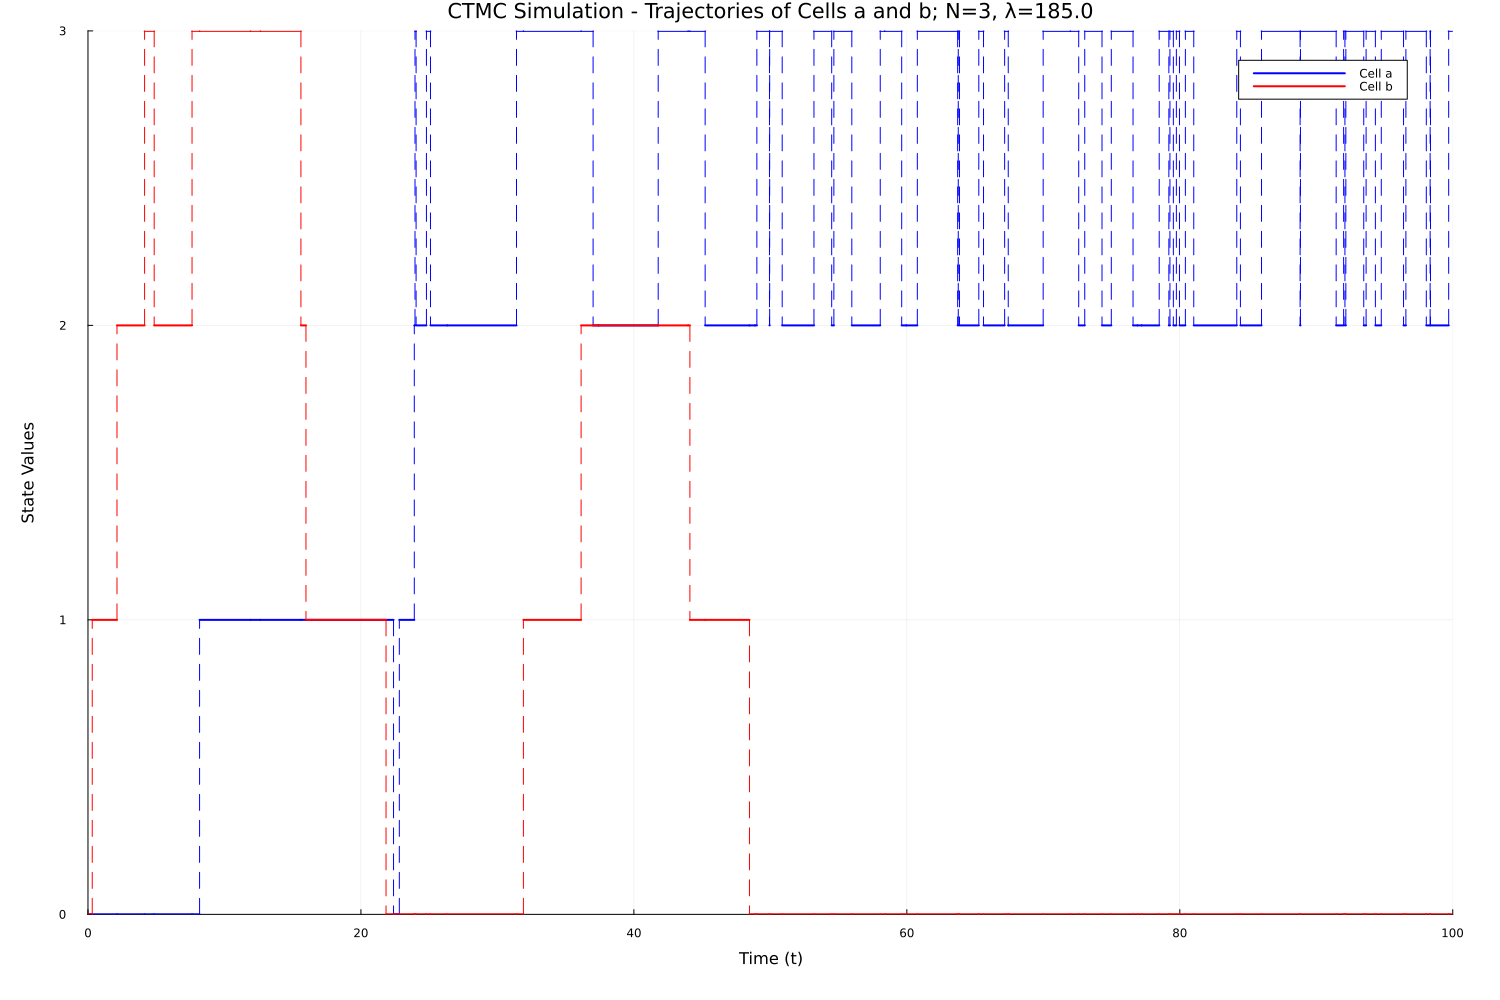 CTMC Simulation - Trajectories of Cells a and b; N=3, λ=185.0
3
Cell a
Cell b
2
State Values
1
0
0 20 40 60 80 100
Time (t)